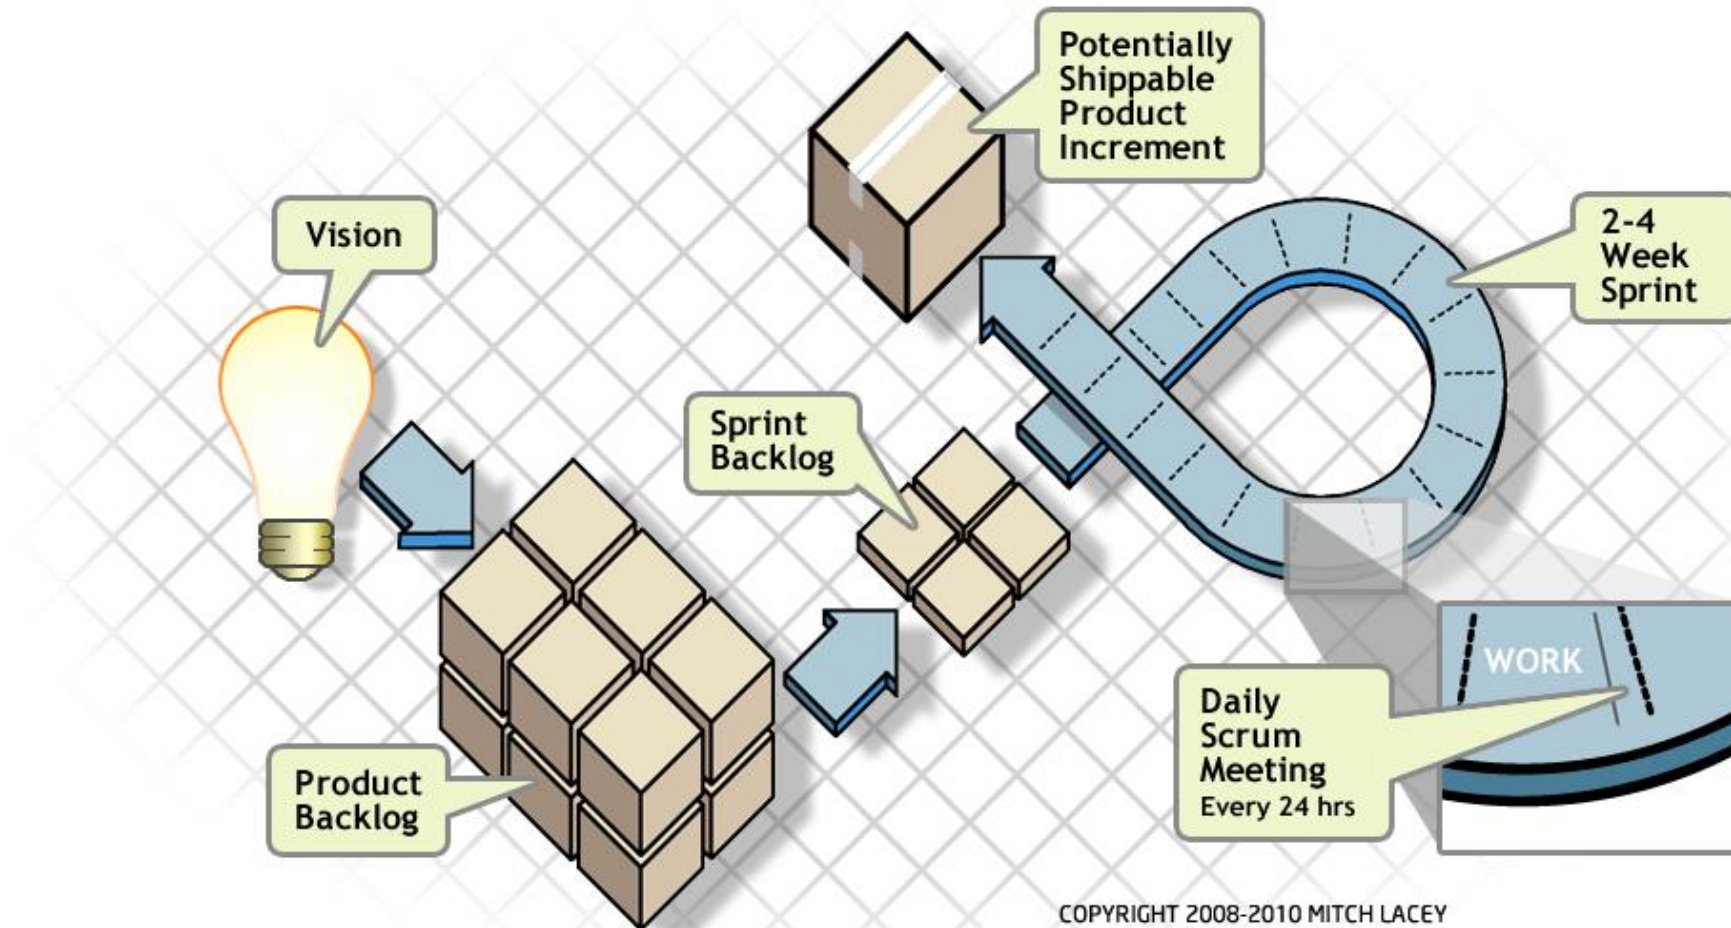 Potentially
Shippable
Product
Increment
Vision
2-4
Week
Sprint
Sprint
Backlog
WORK
Daily
Scrum
Meeting
Every 24 hrs
Product
Backlog
COPYRIGHT 2008-2010 MITCH LACEY